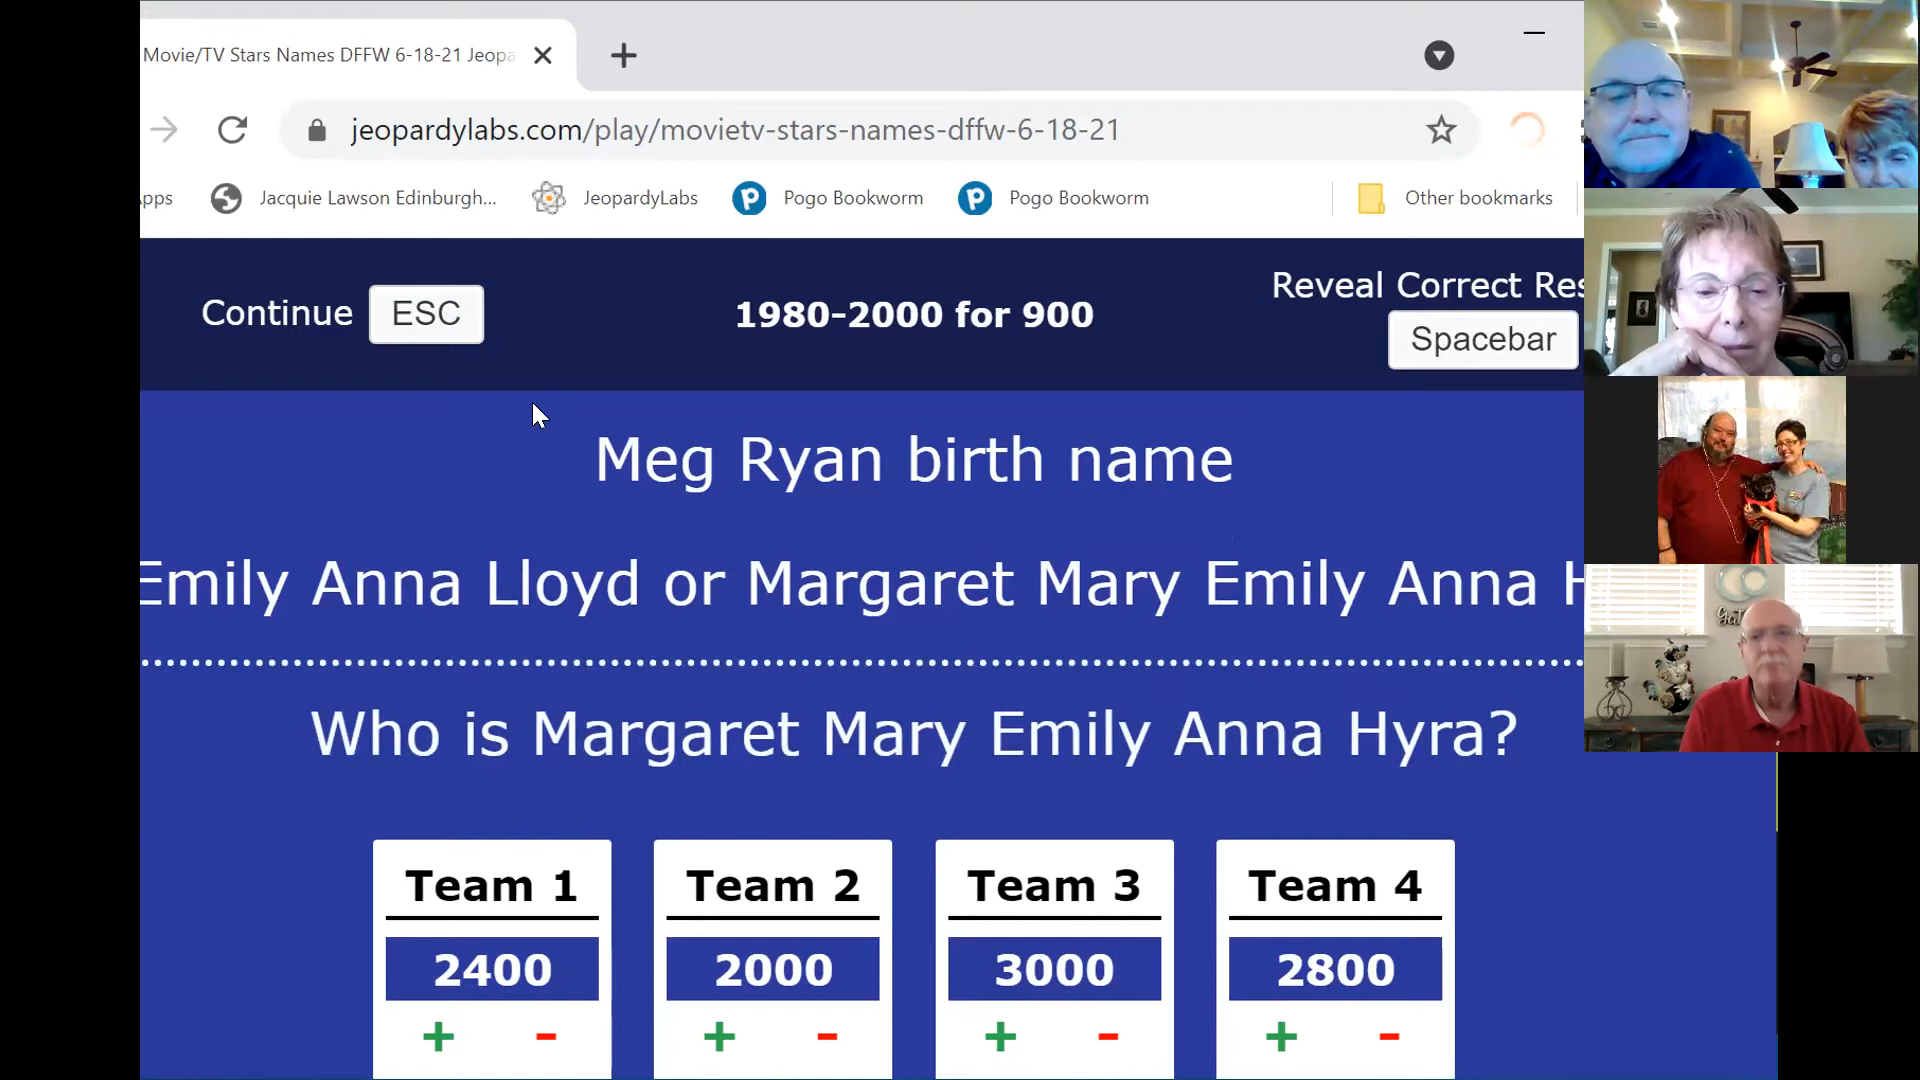 Movie/TV Stars Names DFFW 6-18-21 Jeopa
jeopardylabs.com/play/movietv-stars-names-dffw-6-18-21
pps
Jacquie Lawson Edinburgh...
JeopardyLabs
Pogo Bookworm
Pogo Bookworm
Other bookmarks
Continue ESC
1980-2000 for 900
Reveal Correct Res
Spacebar
Meg Ryan birth name
Emily Anna Lloyd or Margaret Mary Emily Anna H
Who is Margaret Mary Emily Anna Hyra?
Team 1
Team 2
Team 3
Team 4
2400
2000
3000
2800
+ -
+ -
+ -
+ -